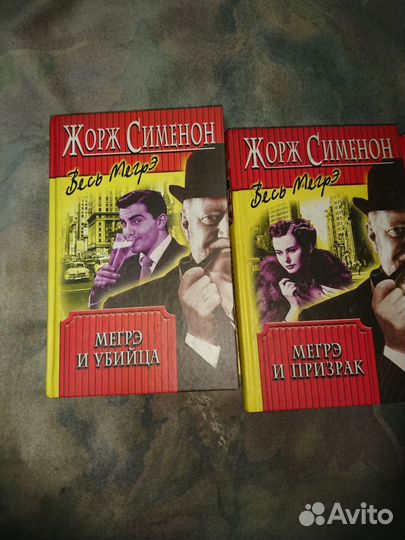 ЖОРЖ СИМЕНОН
Весь Мегрэ
МЕГРЭ
И УБИЙЦА
ЖОРЖ СИМЕНОН
Весь Мегрэ
МЕГРЭ
И ПРИЗРАК
Avito